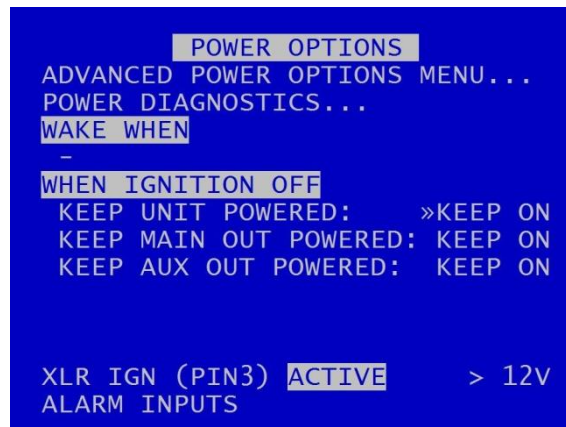 POWER OPTIONS
ADVANCED POWER OPTIONS MENU...
POWER DIAGNOSTICS...
WAKE WHEN
-
WHEN IGNITION OFF
KEEP UNIT POWERED: »KEEP ON
KEEP MAIN OUT POWERED: KEEP ON
KEEP AUX OUT POWERED: KEEP ON
XLR IGN (PIN3) ACTIVE > 12V
ALARM INPUTS